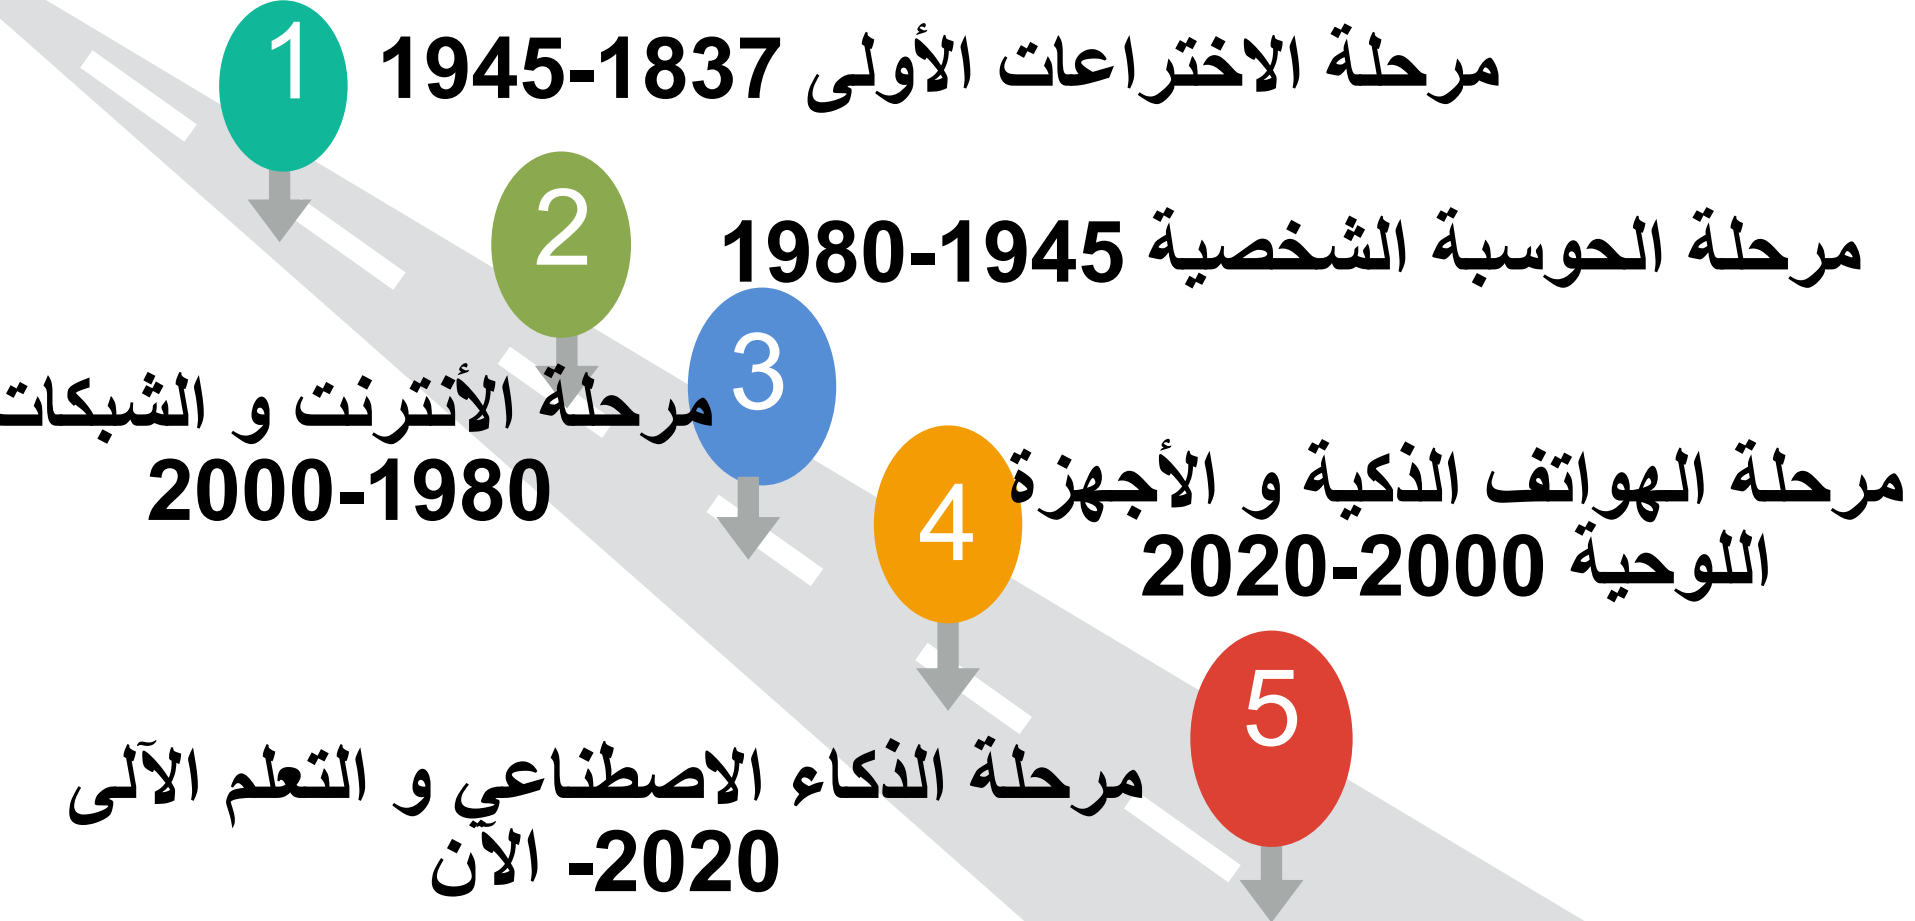 1
مرحلة الاختراعات الأولى 1837-1945
2
مرحلة الحوسبة الشخصية 1945-1980
3
مرحلة الأنترنت و الشبكات
1980-2000
4
مرحلة الهواتف الذكية و الأجهزة
اللوحية 2000-2020
5
مرحلة الذكاء الاصطناعي و التعلم الآلى
2020- الآن